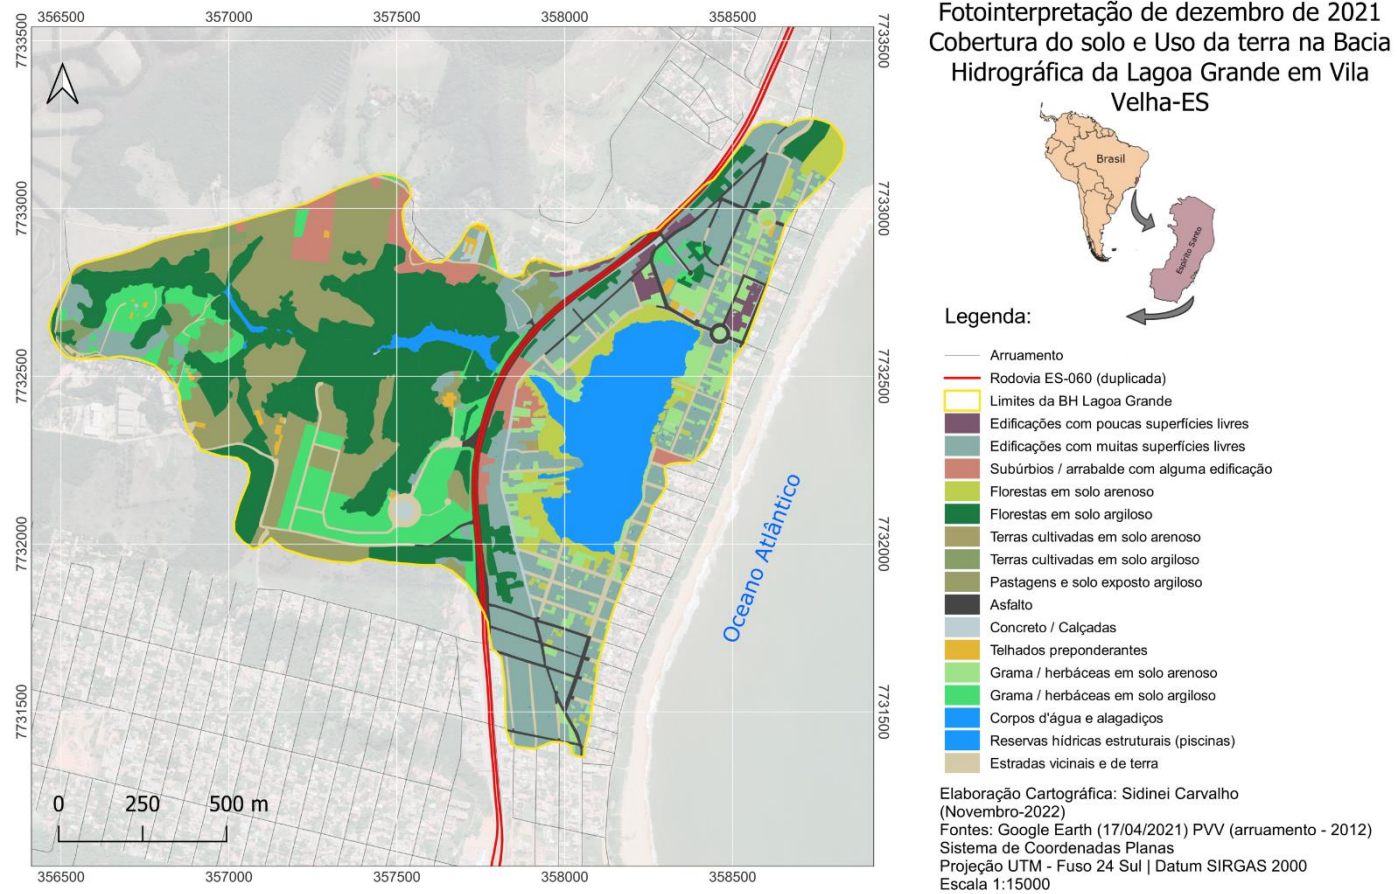 356500 357000 357500 358000 358500
7733500
7733500
7733000
7733000
7732500
7732500
7732000
7732000
7731500
7731500
Oceano Atlântico
0 250 500 m
356500 357000 357500 358000 358500
Fotointerpretação de dezembro de 2021
Cobertura do solo e Uso da terra na Bacia
Hidrográfica da Lagoa Grande em Vila
Velha-ES
Brasil
Espírito Santo
Legenda:
Arruamento
Rodovia ES-060 (duplicada)
Limites da BH Lagoa Grande
Edificações com poucas superfícies livres
Edificações com muitas superfícies livres
Subúrbios / arrabalde com alguma edificação
Florestas em solo arenoso
Florestas em solo argiloso
Terras cultivadas em solo arenoso
Terras cultivadas em solo argiloso
Pastagens e solo exposto argiloso
Asfalto
Concreto / Calçadas
Telhados preponderantes
Grama / herbáceas em solo arenoso
Grama / herbáceas em solo argiloso
Corpos d'água e alagadiços
Reservas hídricas estruturais (piscinas)
Estradas vicinais e de terra
Elaboração Cartográfica: Sidinei Carvalho
(Novembro-2022)
Fontes: Google Earth (17/04/2021) PVV (arruamento - 2012)
Sistema de Coordenadas Planas
Projeção UTM - Fuso 24 Sul | Datum SIRGAS 2000
Escala 1:15000